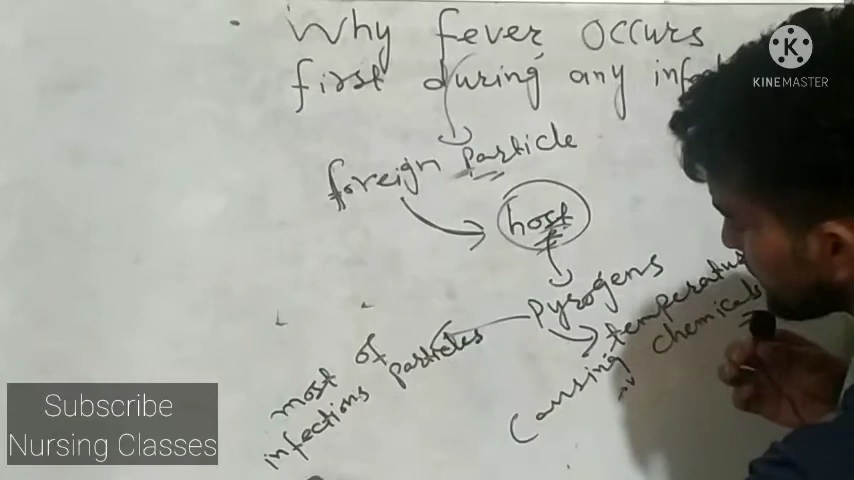 Why fever occurs
first during any infec
foreign particle
host
pyrogens
most of
infections particles
causing temperature
chemicals
KINEMASTER
Subscribe
Nursing Classes